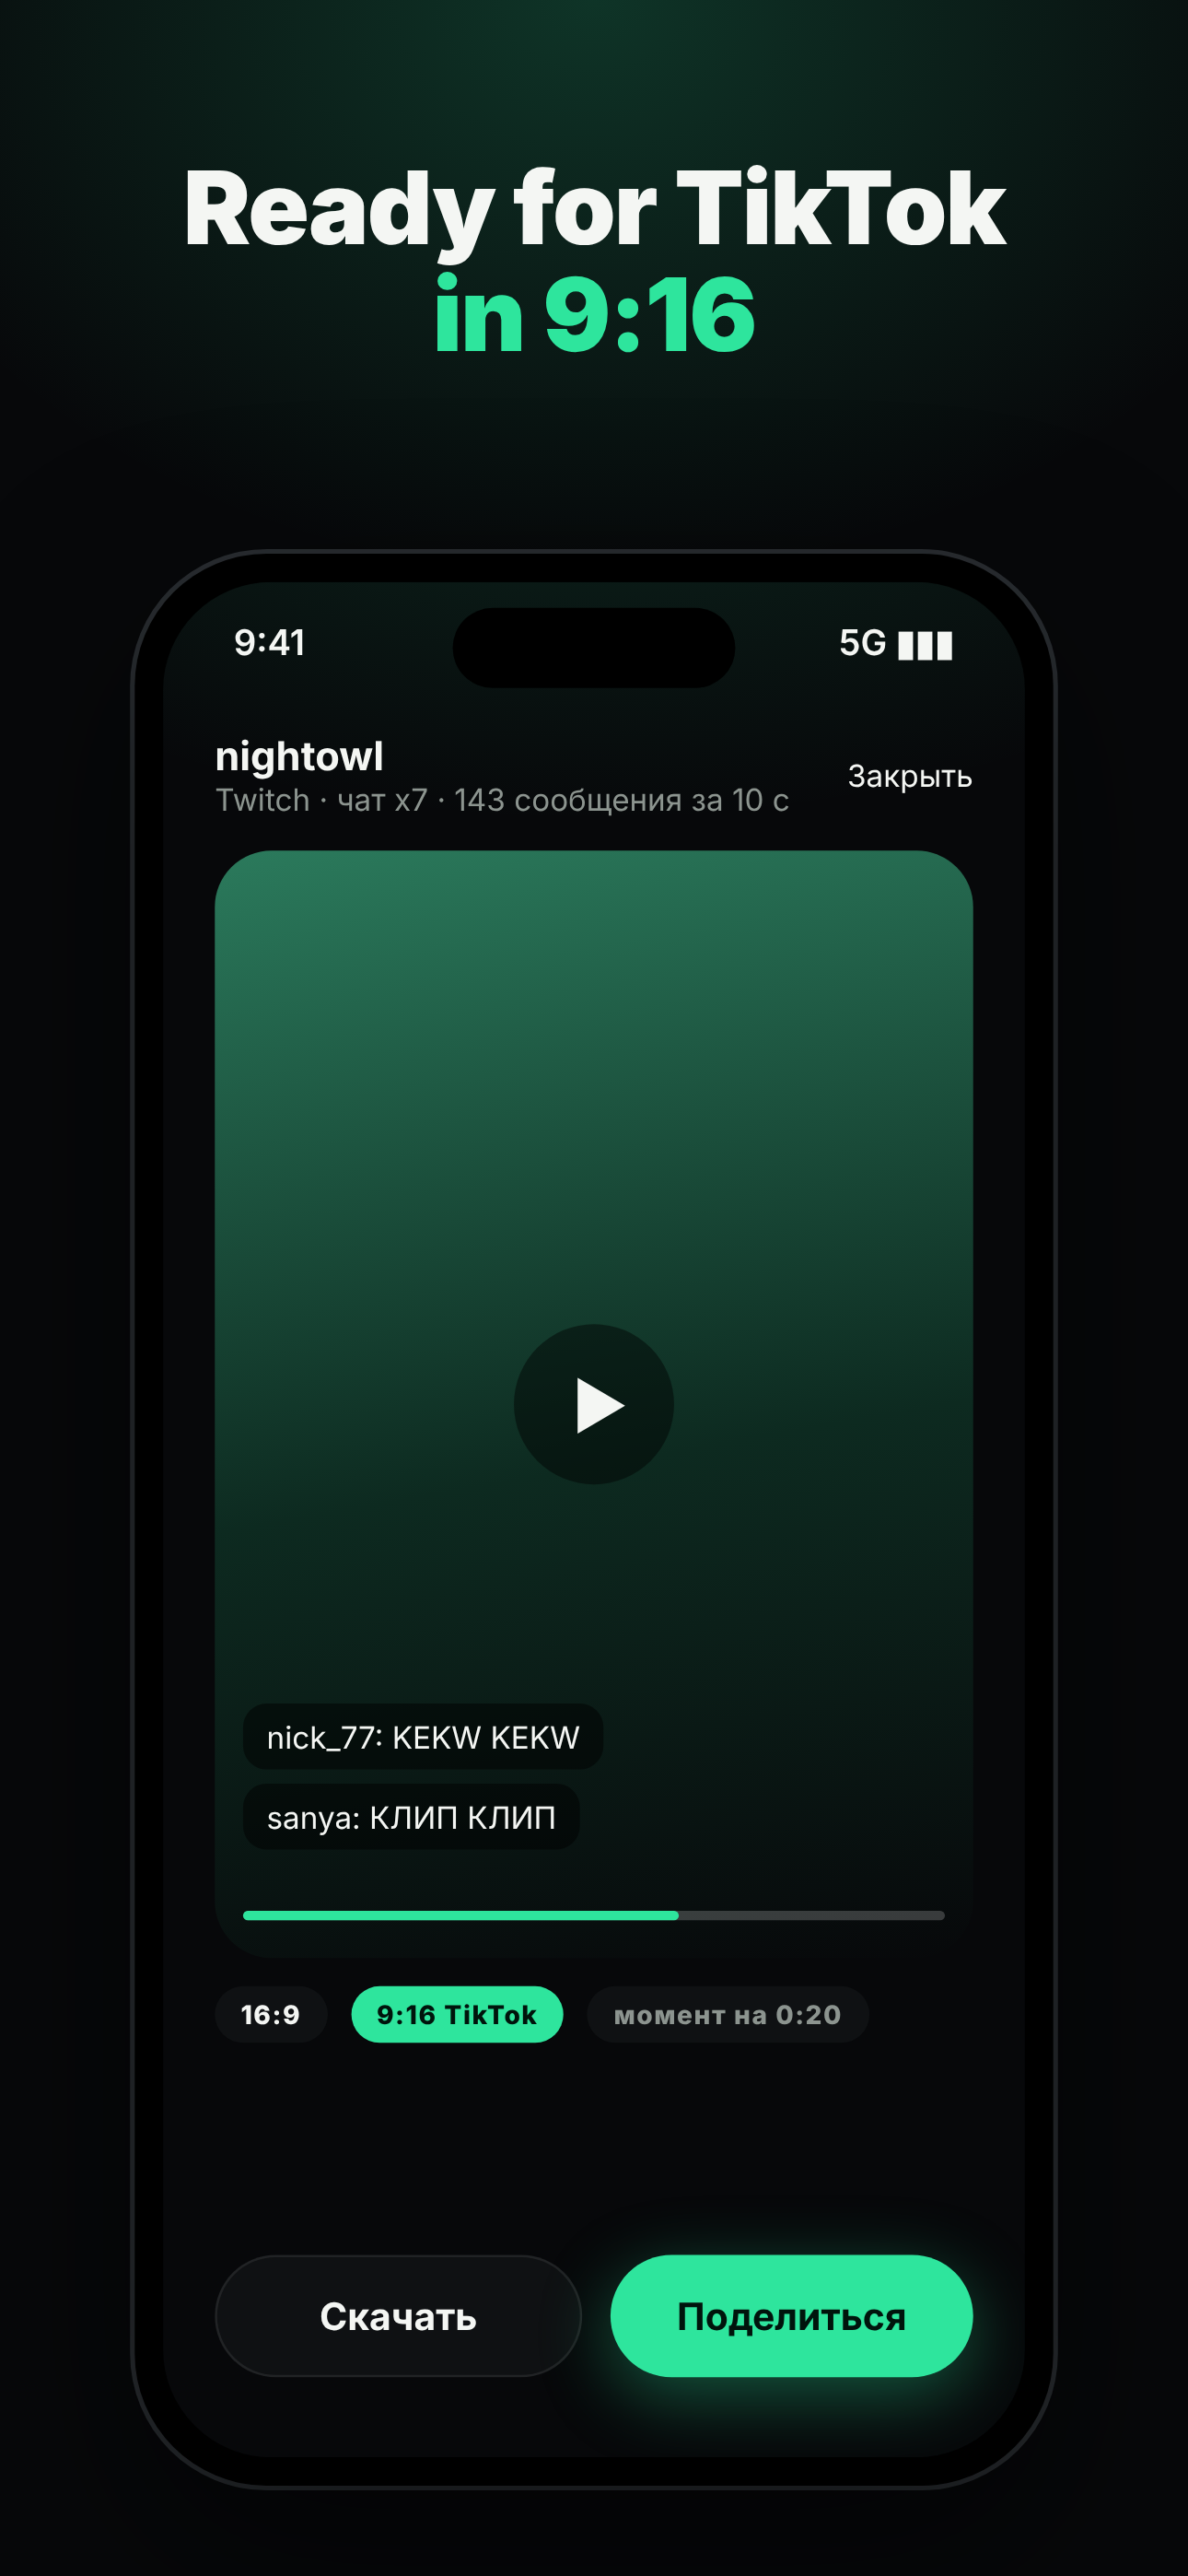 Ready for TikTok
in 9:16
9:41
5G
nightowl
Twitch · чат x7 · 143 сообщения за 10 с
Закрыть
nick_77: KEKW KEKW
sanya: КЛИП КЛИП
16:9
9:16 TikTok
момент на 0:20
Скачать
Поделиться